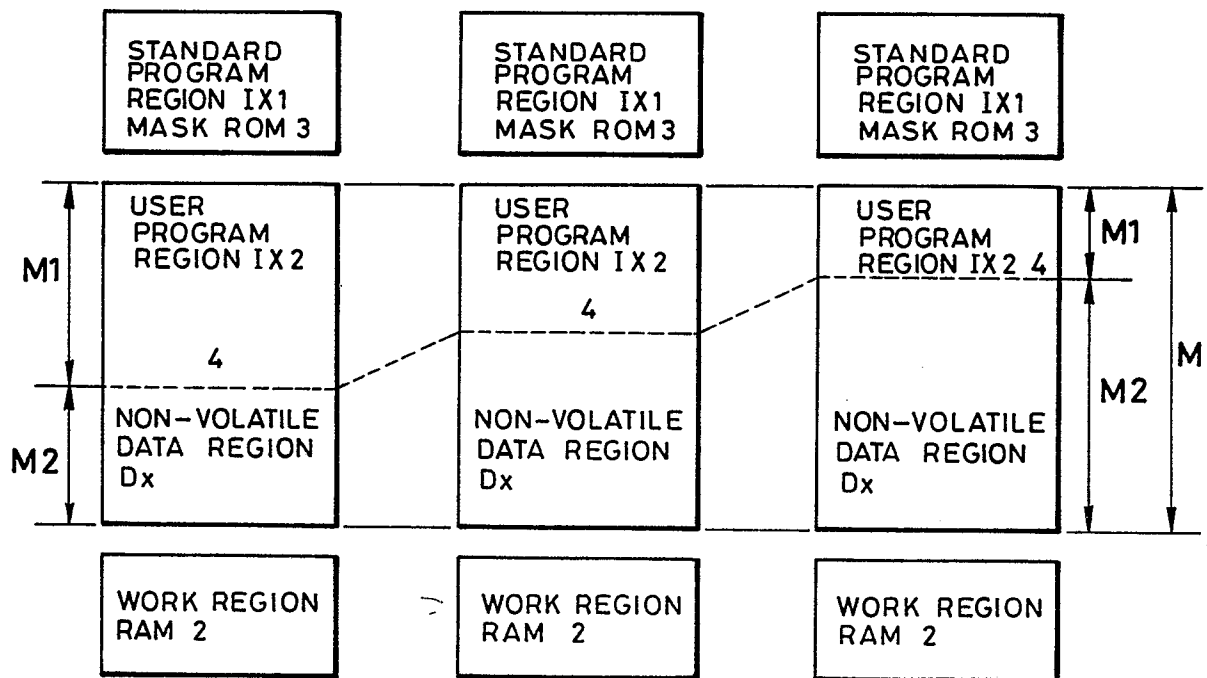 STANDARD
PROGRAM
REGION IX1
MASK ROM 3
STANDARD
PROGRAM
REGION IX1
MASK ROM 3
STANDARD
PROGRAM
REGION IX1
MASK ROM 3
M1
M2
USER
PROGRAM
REGION IX2
4
NON-VOLATILE
DATA REGION
Dx
USER
PROGRAM
REGION IX2
4
NON-VOLATILE
DATA REGION
Dx
USER
PROGRAM
REGION IX2 4
NON-VOLATILE
DATA REGION
Dx
M1
M2
M
WORK REGION
RAM 2
WORK REGION
RAM 2
WORK REGION
RAM 2